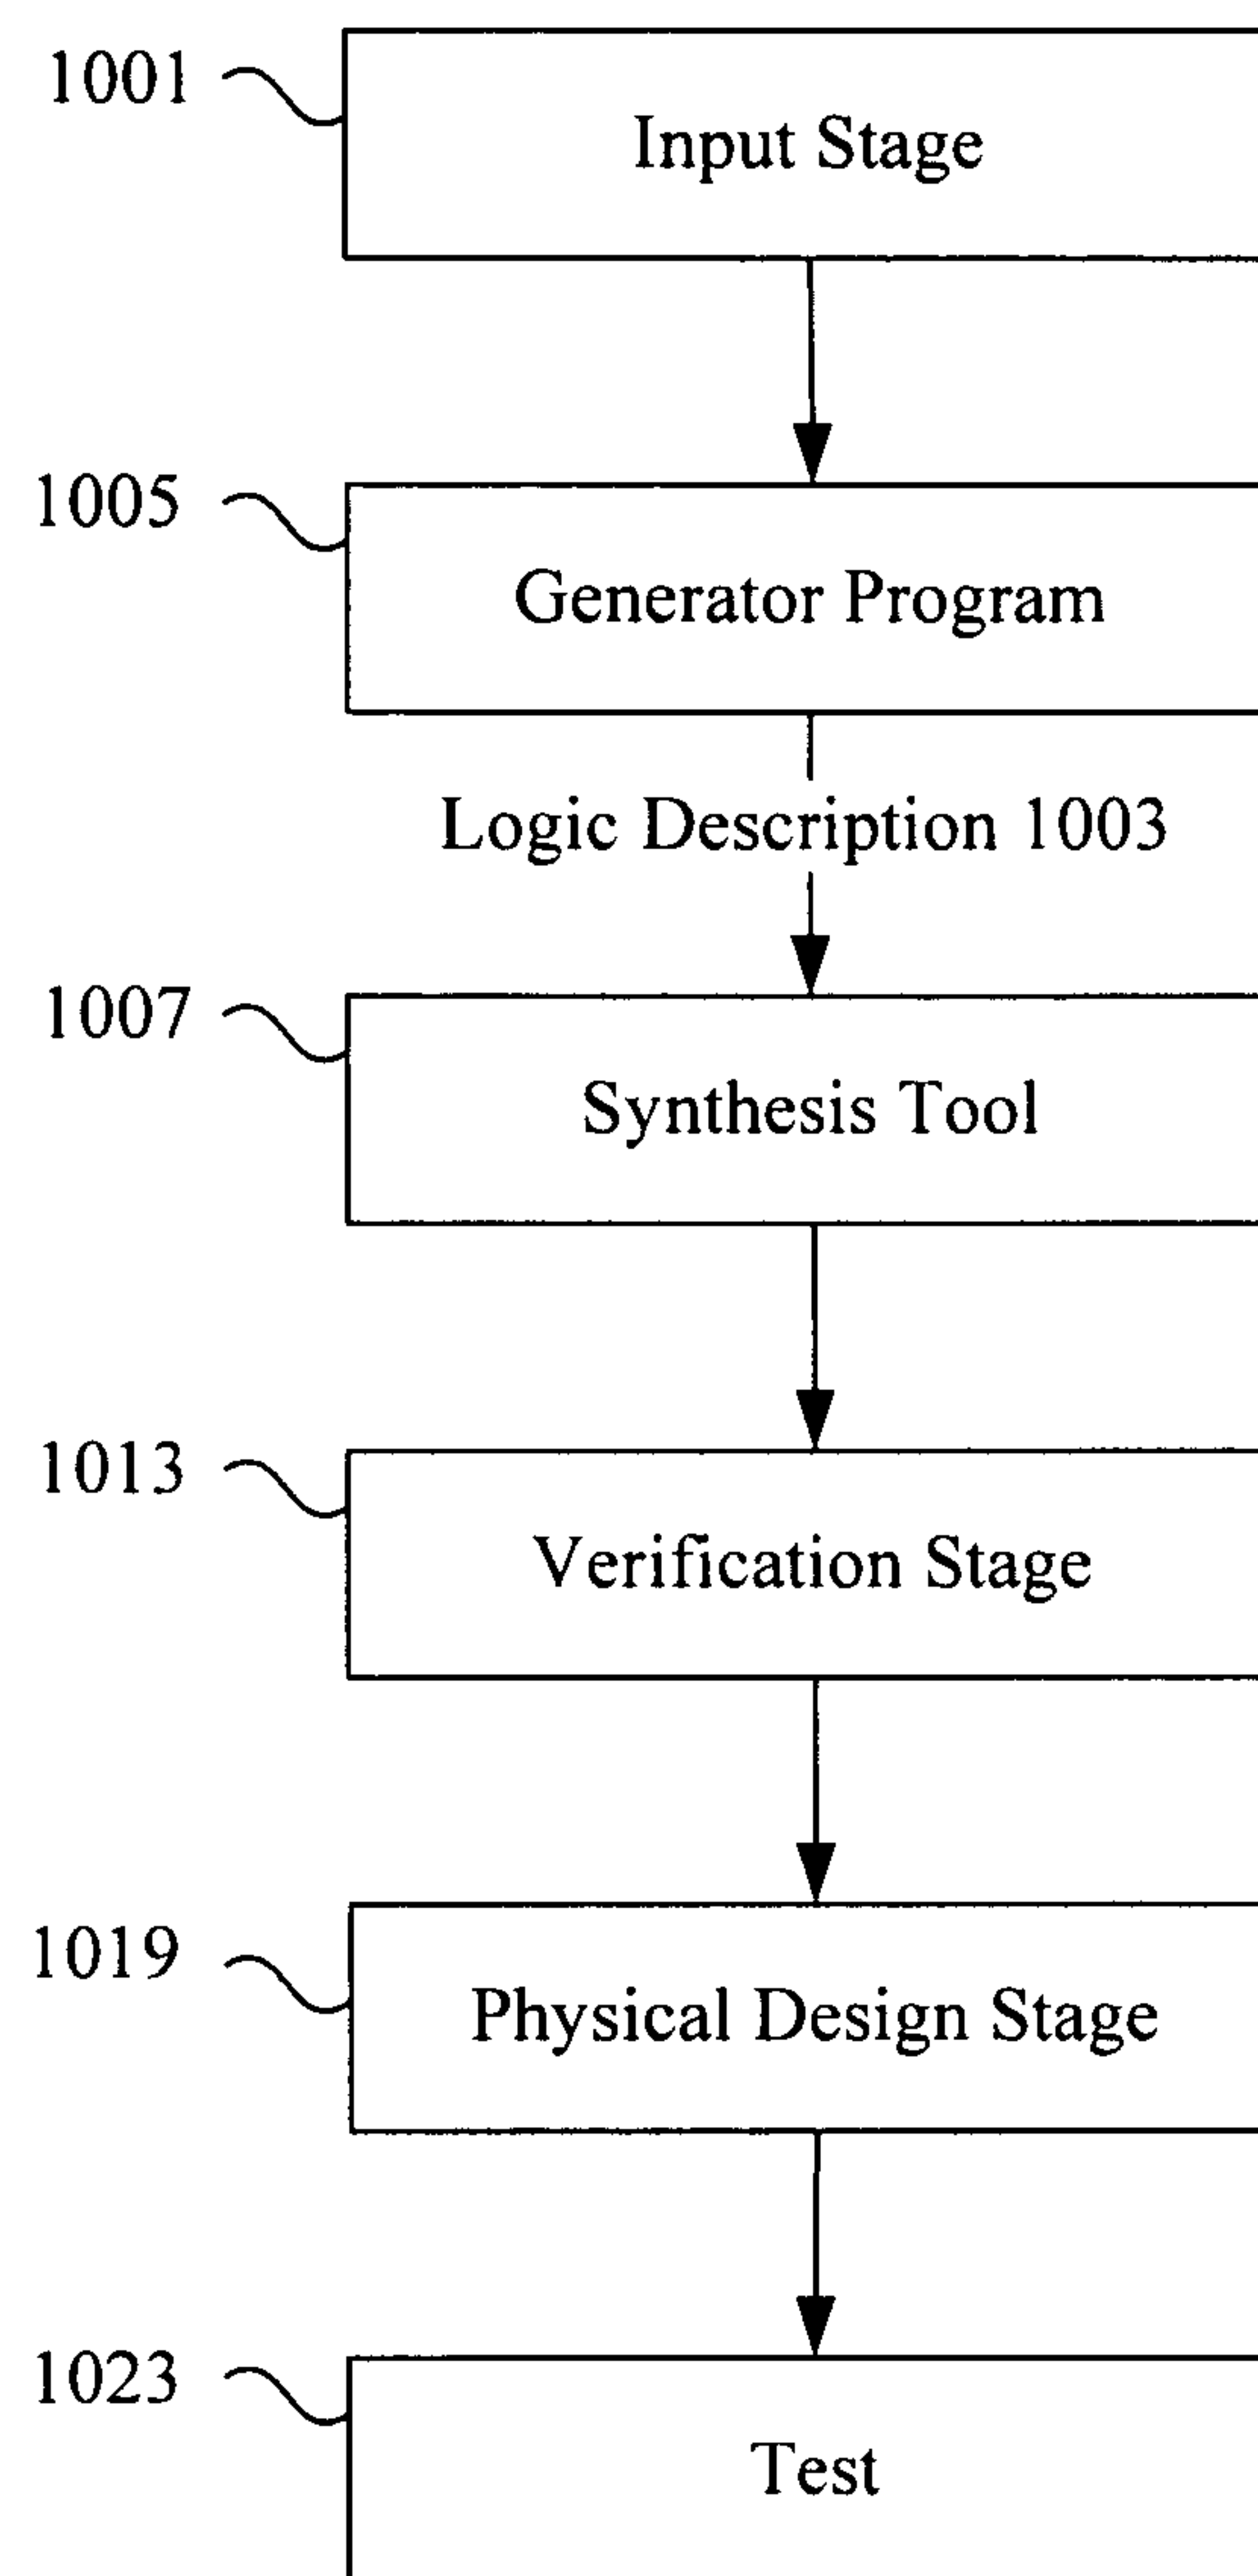 1001
Input Stage
1005
Generator Program
Logic Description 1003
1007
Synthesis Tool
1013
Verification Stage
1019
Physical Design Stage
1023
Test